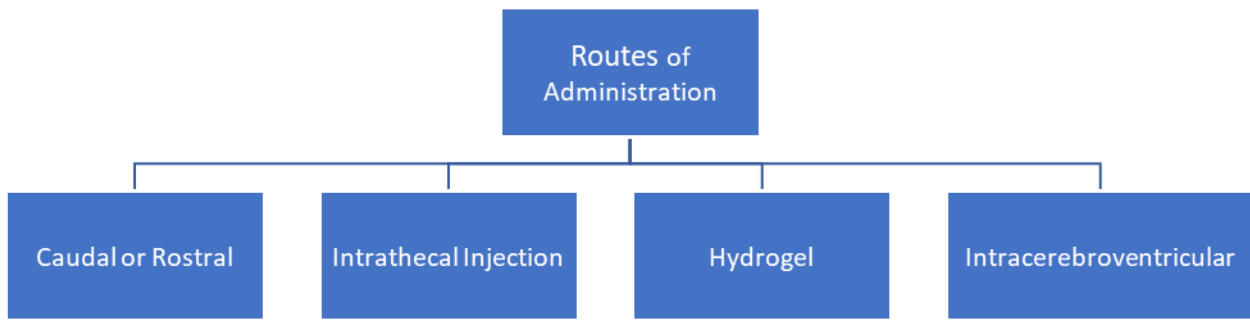 Routes of
Administration
Caudal or Rostral
Intrathecal Injection
Hydrogel
Intracerebroventricular